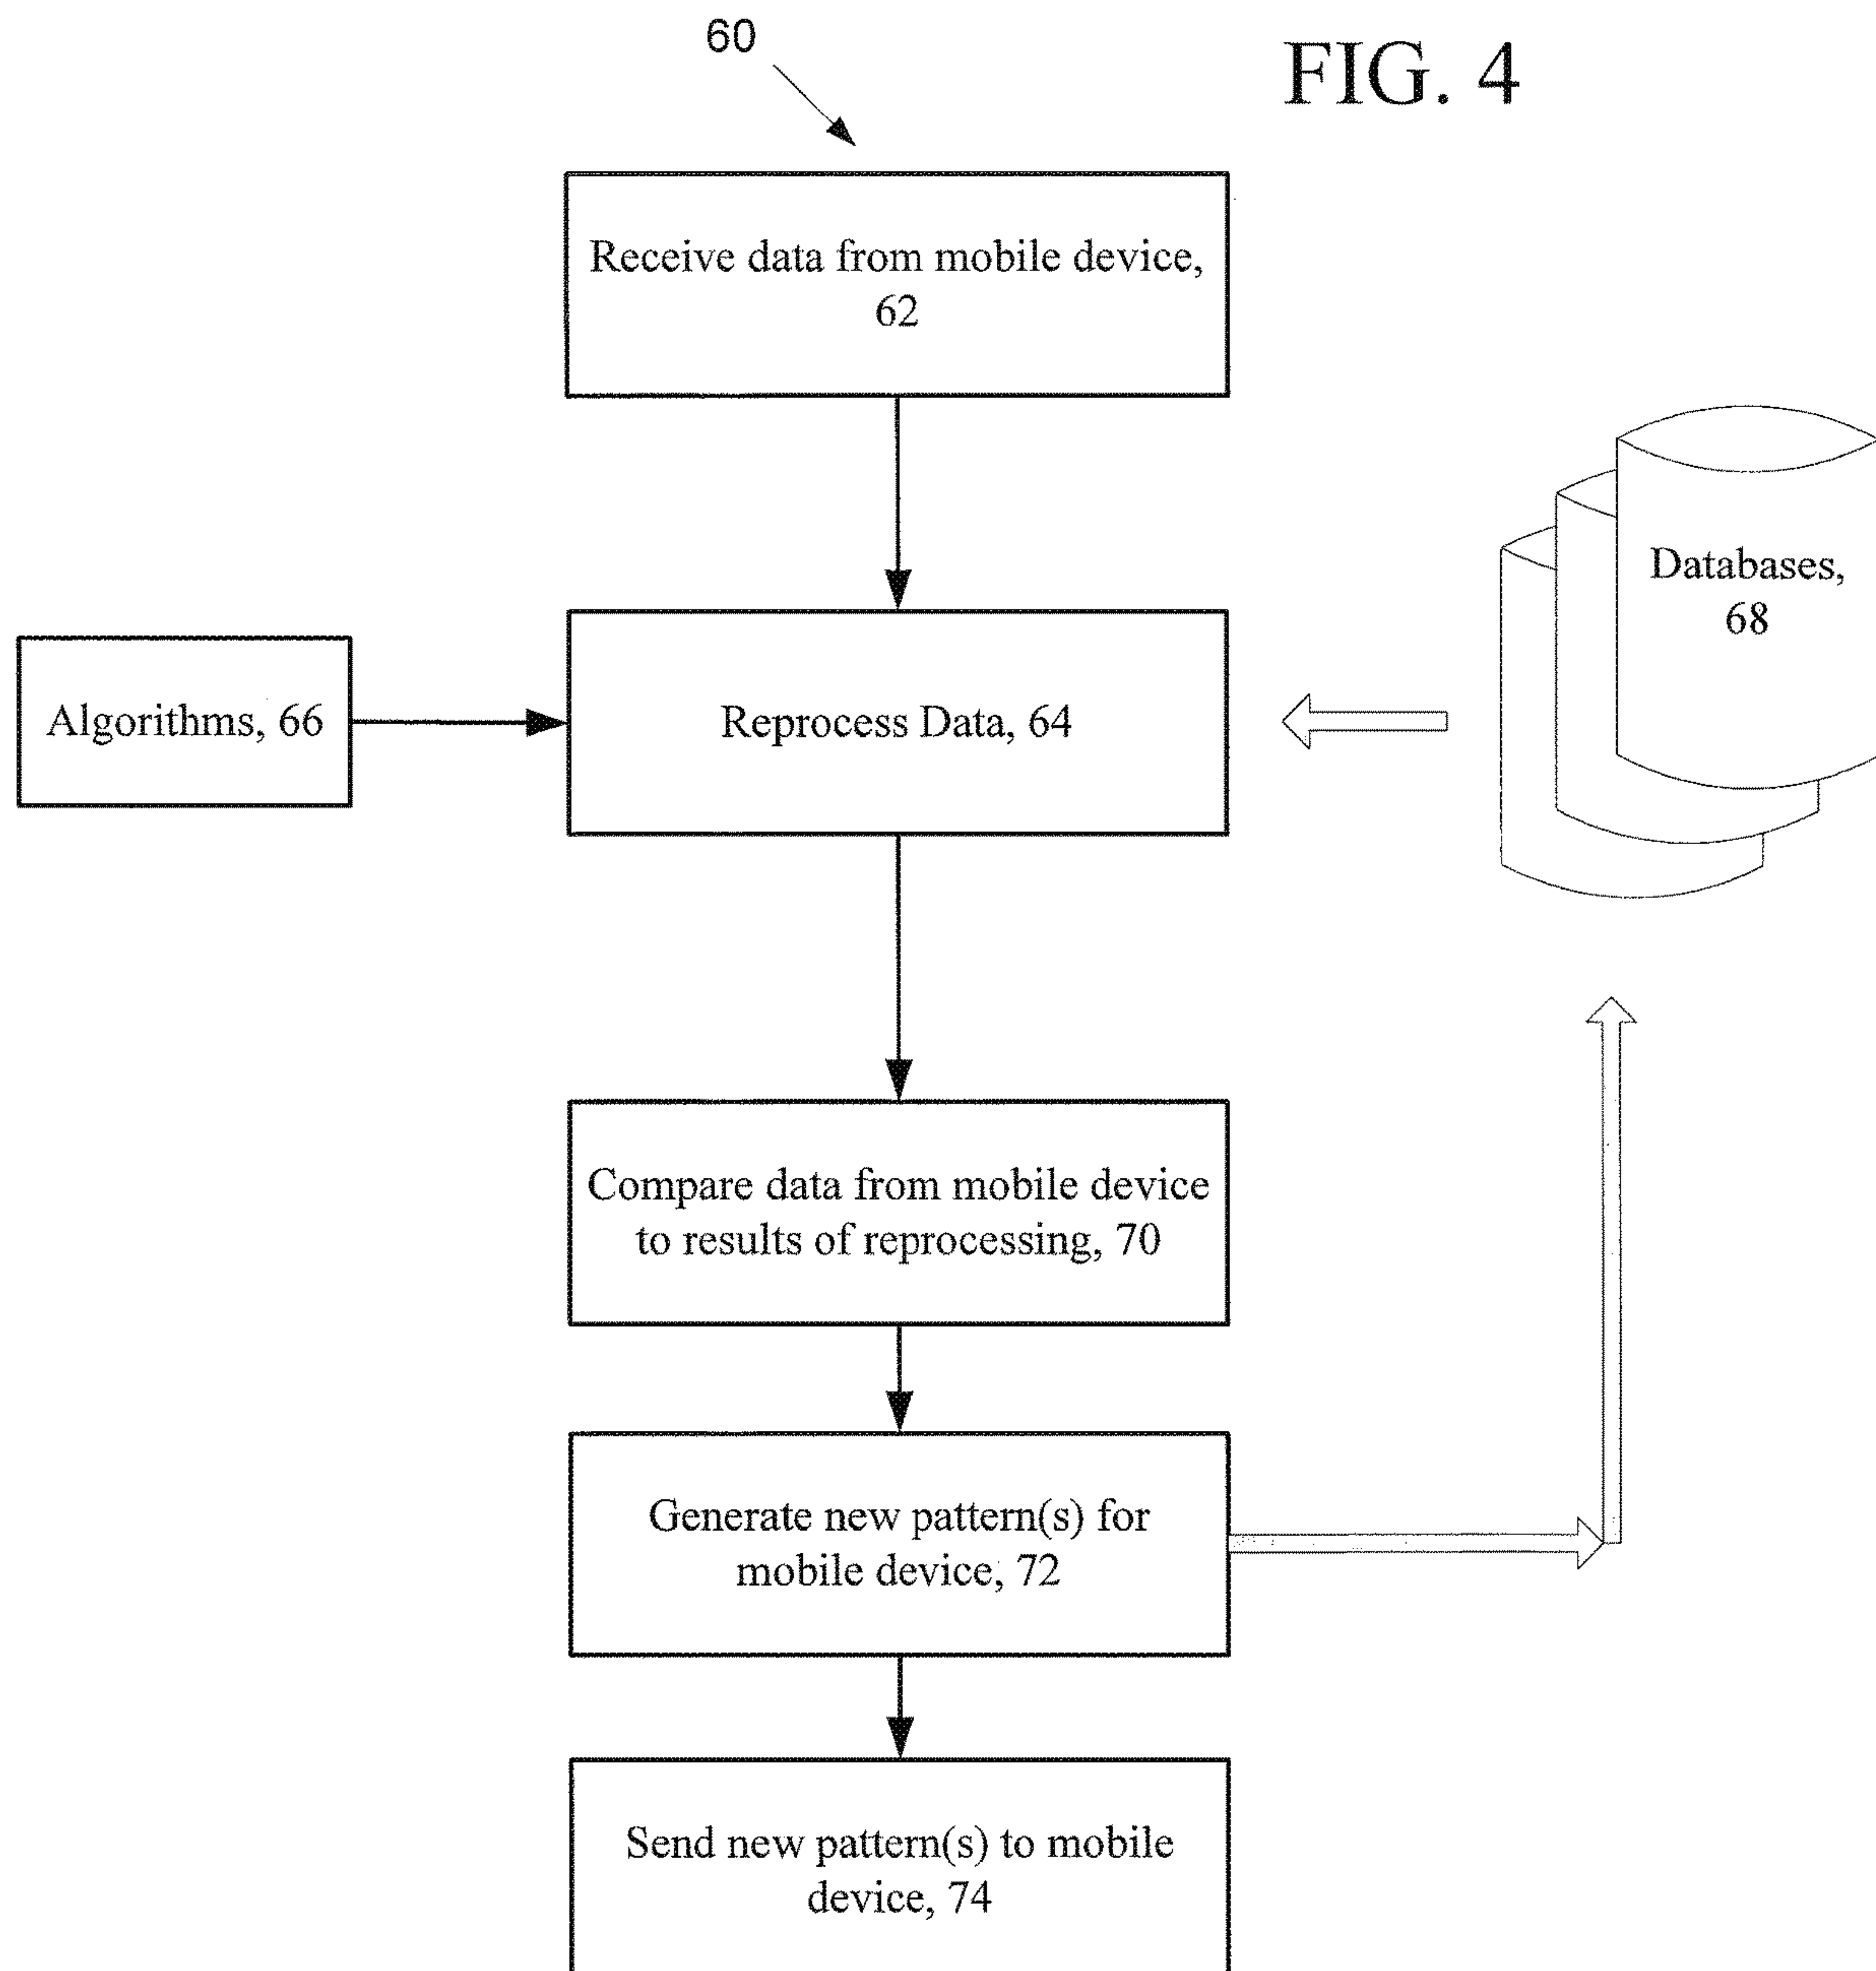 60
FIG. 4
Receive data from mobile device,
62
Databases,
68
Algorithms, 66
Reprocess Data, 64
Compare data from mobile device
to results of reprocessing, 70
Generate new pattern(s) for
mobile device, 72
Send new pattern(s) to mobile
device, 74